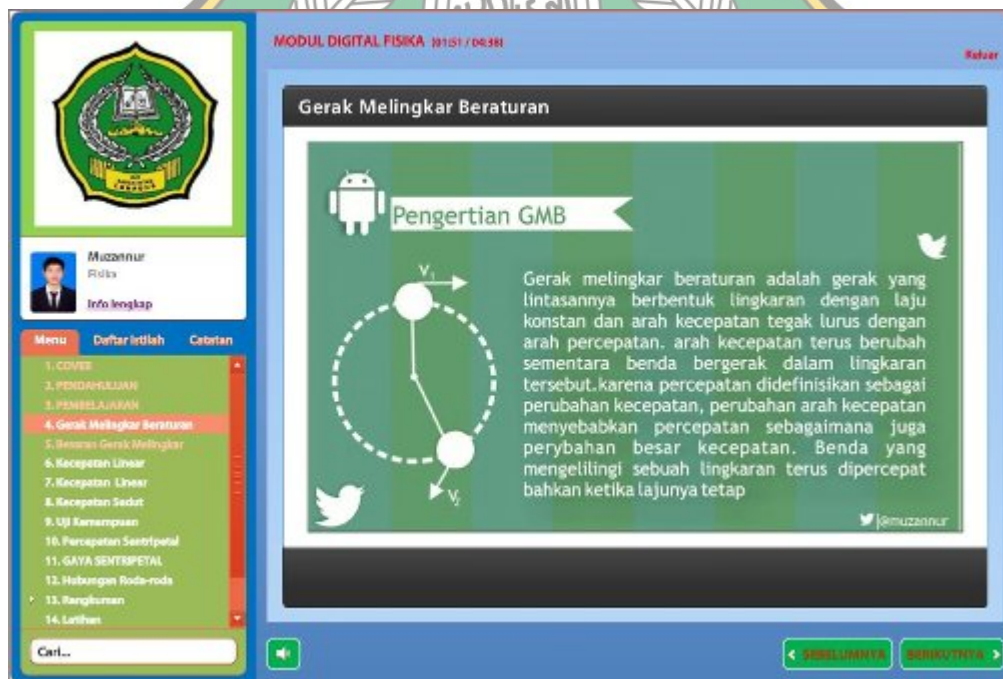 MODUL DIGITAL FISIKA (01:51 / 04:38)
Keluar
Gerak Melingkar Beraturan
Pengertian GMB
V1
V2
Gerak melingkar beraturan adalah gerak yang
lintasannya berbentuk lingkaran dengan laju
konstan dan arah kecepatan tegak lurus dengan
arah percepatan. arah kecepatan terus berubah
sementara benda bergerak dalam lingkaran
tersebut.karena percepatan didefinisikan sebagai
perubahan kecepatan, perubahan arah kecepatan
menyebabkan percepatan sebagaimana juga
perybahan besar kecepatan. Benda yang
mengelilingi sebuah lingkaran terus dipercepat
bahkan ketika lajunya tetap
@muzannur
Muzannur
Fisika
Info lengkap
Menu Daftar Istilah Catatan
1. COVER
2. PENDAHULUAN
3. PEMBELAJARAN
4. Gerak Melingkar Beraturan
5. Besaran Gerak Melingkar
6. Kecepatan Linear
7. Kecepatan Linear
8. Kecepatan Sudut
9. Uji Kemampuan
10. Percepatan Sentripetal
11. GAYA SENTRIPETAL
12. Hubungan Roda-roda
13. Rangkuman
14. Latihan
Cari...
< SEBELUMNYA
BERIKUTNYA >